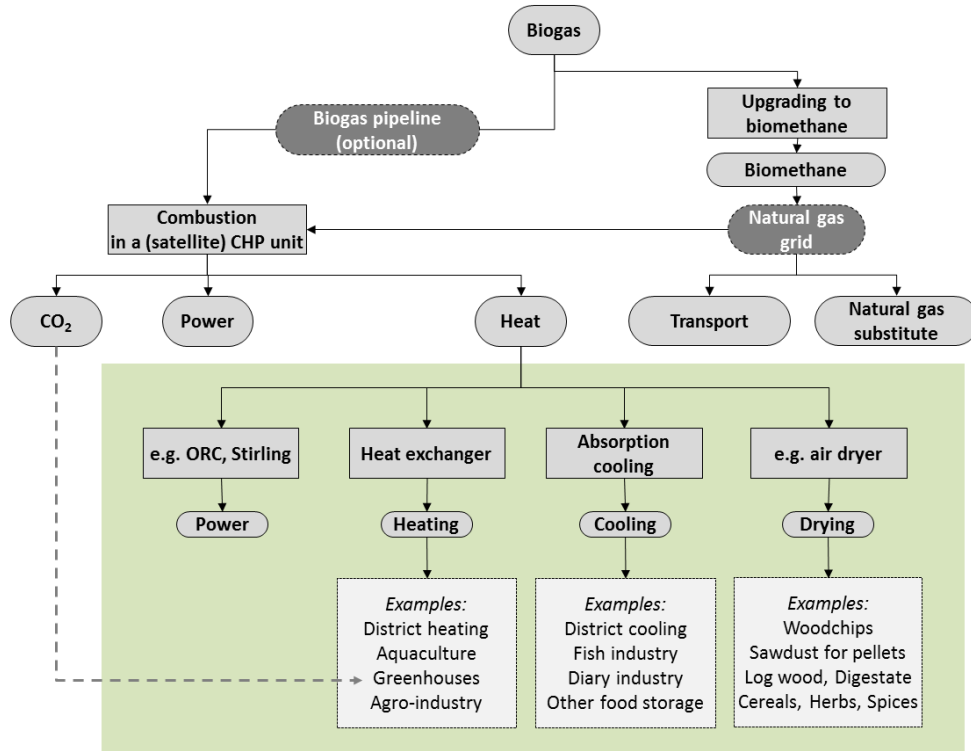 Biogas
Biogas pipeline
(optional)
Upgrading to
biomethane
Biomethane
Combustion
in a (satellite) CHP unit
Natural gas
grid
CO₂
Power
Heat
Transport
Natural gas
substitute
e.g. ORC, Stirling
Heat exchanger
Absorption
cooling
e.g. air dryer
Power
Heating
Cooling
Drying
Examples:
District heating
Aquaculture
Greenhouses
Agro-industry
Examples:
District cooling
Fish industry
Diary industry
Other food storage
Examples:
Woodchips
Sawdust for pellets
Log wood, Digestate
Cereals, Herbs, Spices